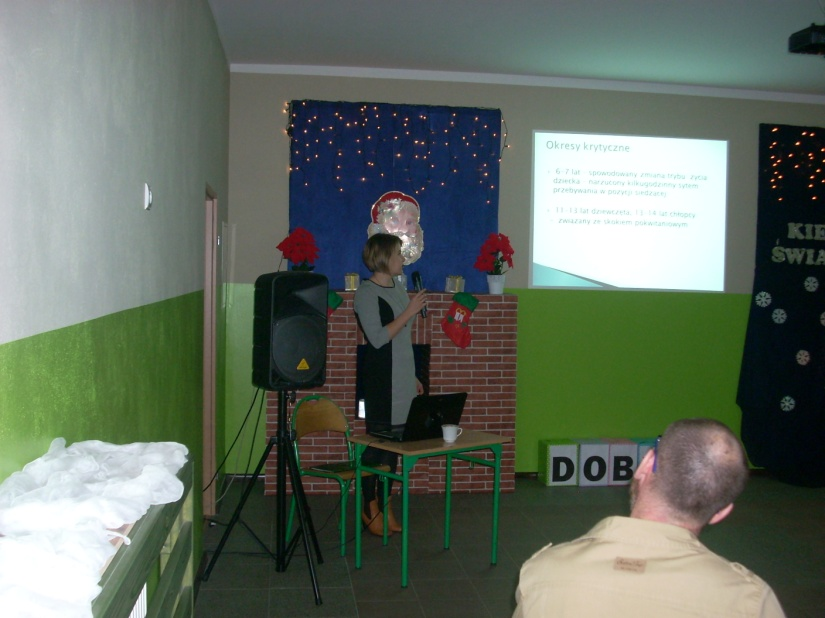 Okresy krytyczne
6-7 lat – spowodowany zmianą trybu życia
dziecka – narzucony kilkugodzinny sytem
przebywania w pozycji siedzącej
11-13 lat dziewczęta, 13-14 lat chłopcy
- związany ze skokiem pokwitaniowym
KIE
ŚWIĄ
DOB